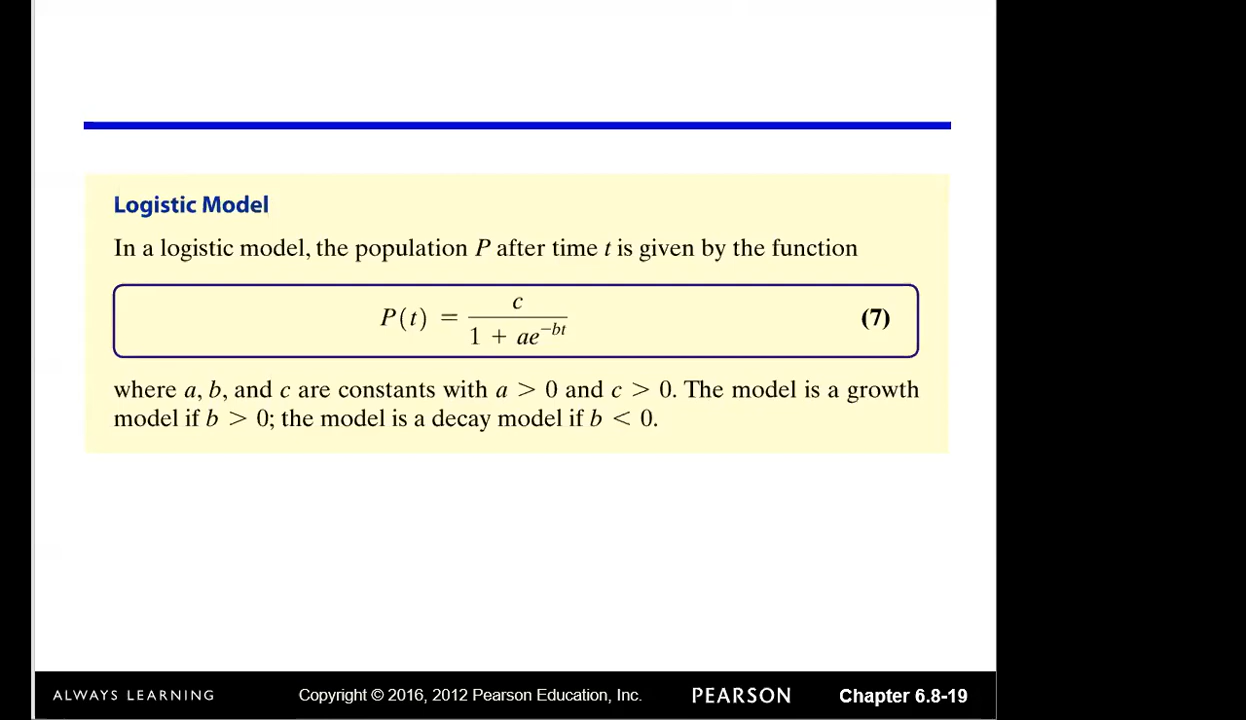 Logistic Model
In a logistic model, the population P after time t is given by the function
P(t) = c / (1 + ae^{-bt}) (7)
where a, b, and c are constants with a > 0 and c > 0. The model is a growth
model if b > 0; the model is a decay model if b < 0.
ALWAYS LEARNING Copyright © 2016, 2012 Pearson Education, Inc. PEARSON Chapter 6.8-19